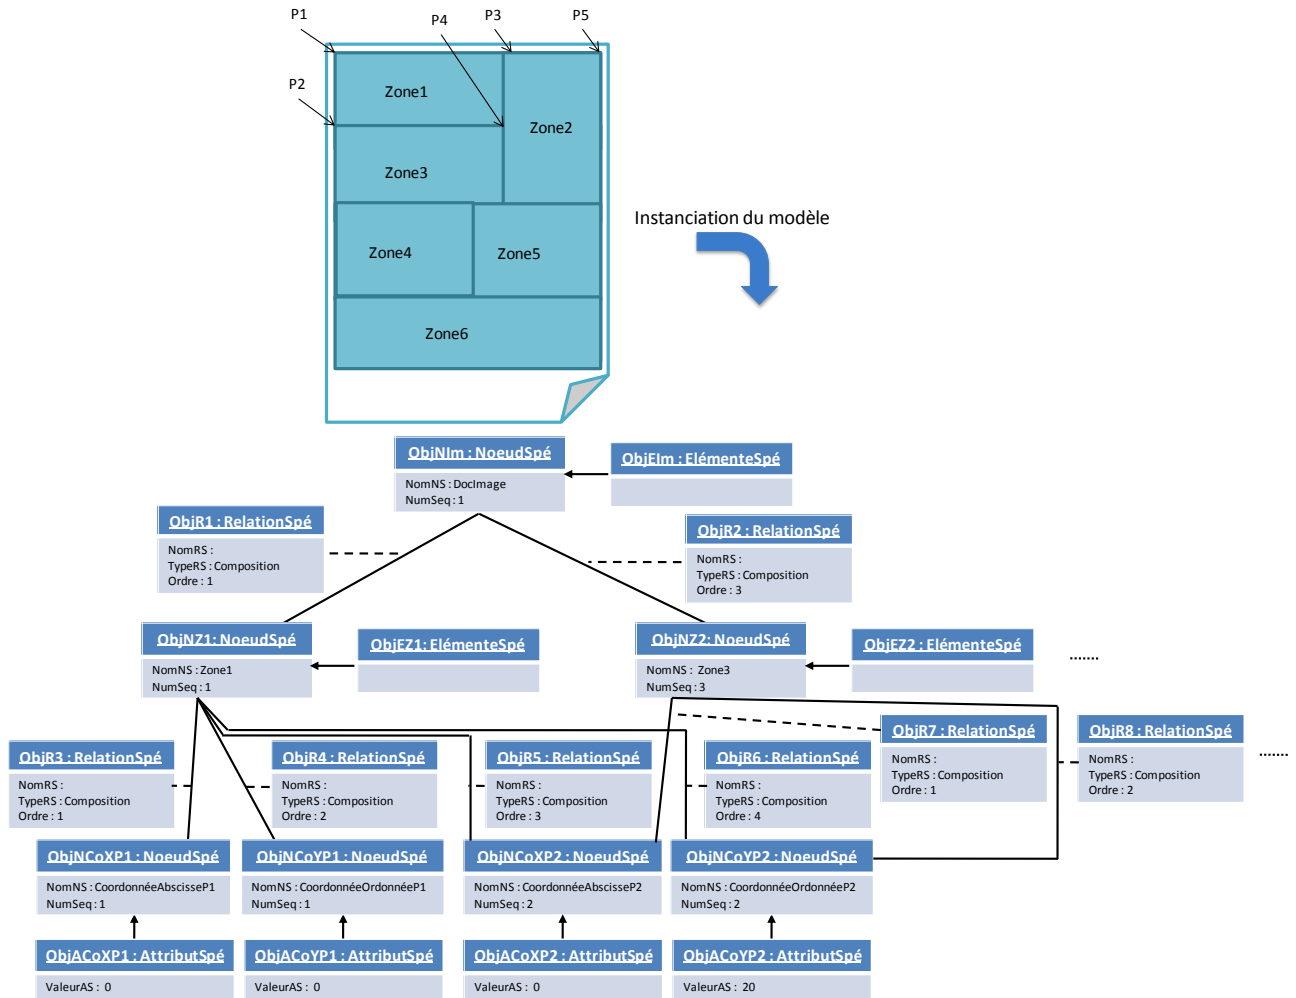 P1
P4
P3
P5
P2
Zone1
Zone2
Zone3
Zone4
Zone5
Zone6
Instanciation du modèle
ObjNIm : NoeudSpé
NomNS : DocImage
NumSeq : 1
ObjEIm : ElémenteSpé
ObjR1 : RelationSpé
NomRS :
TypeRS : Composition
Ordre : 1
ObjR2 : RelationSpé
NomRS :
TypeRS : Composition
Ordre : 3
ObjNZ1: NoeudSpé
NomNS : Zone1
NumSeq : 1
ObjEZ1: ElémenteSpé
ObjNZ2: NoeudSpé
NomNS : Zone3
NumSeq : 3
ObjEZ2 : ElémenteSpé
.......
ObjR3 : RelationSpé
NomRS :
TypeRS : Composition
Ordre : 1
ObjR4 : RelationSpé
NomRS :
TypeRS : Composition
Ordre : 2
ObjR5 : RelationSpé
NomRS :
TypeRS : Composition
Ordre : 3
ObjR6 : RelationSpé
NomRS :
TypeRS : Composition
Ordre : 4
ObjR7 : RelationSpé
NomRS :
TypeRS : Composition
Ordre : 1
ObjR8 : RelationSpé
NomRS :
TypeRS : Composition
Ordre : 2
.......
ObjNCoXP1 : NoeudSpé
NomNS : CoordonnéeAbscisseP1
NumSeq : 1
ObjNCoYP1 : NoeudSpé
NomNS : CoordonnéeOrdonnéeP1
NumSeq : 1
ObjNCoXP2 : NoeudSpé
NomNS : CoordonnéeAbscisseP2
NumSeq : 2
ObjNCoYP2 : NoeudSpé
NomNS : CoordonnéeOrdonnéeP2
NumSeq : 2
ObjACoXP1 : AttributSpé
ValeurAS : 0
ObjACoYP1 : AttributSpé
ValeurAS : 0
ObjACoXP2 : AttributSpé
ValeurAS : 0
ObjACoYP2 : AttributSpé
ValeurAS : 20